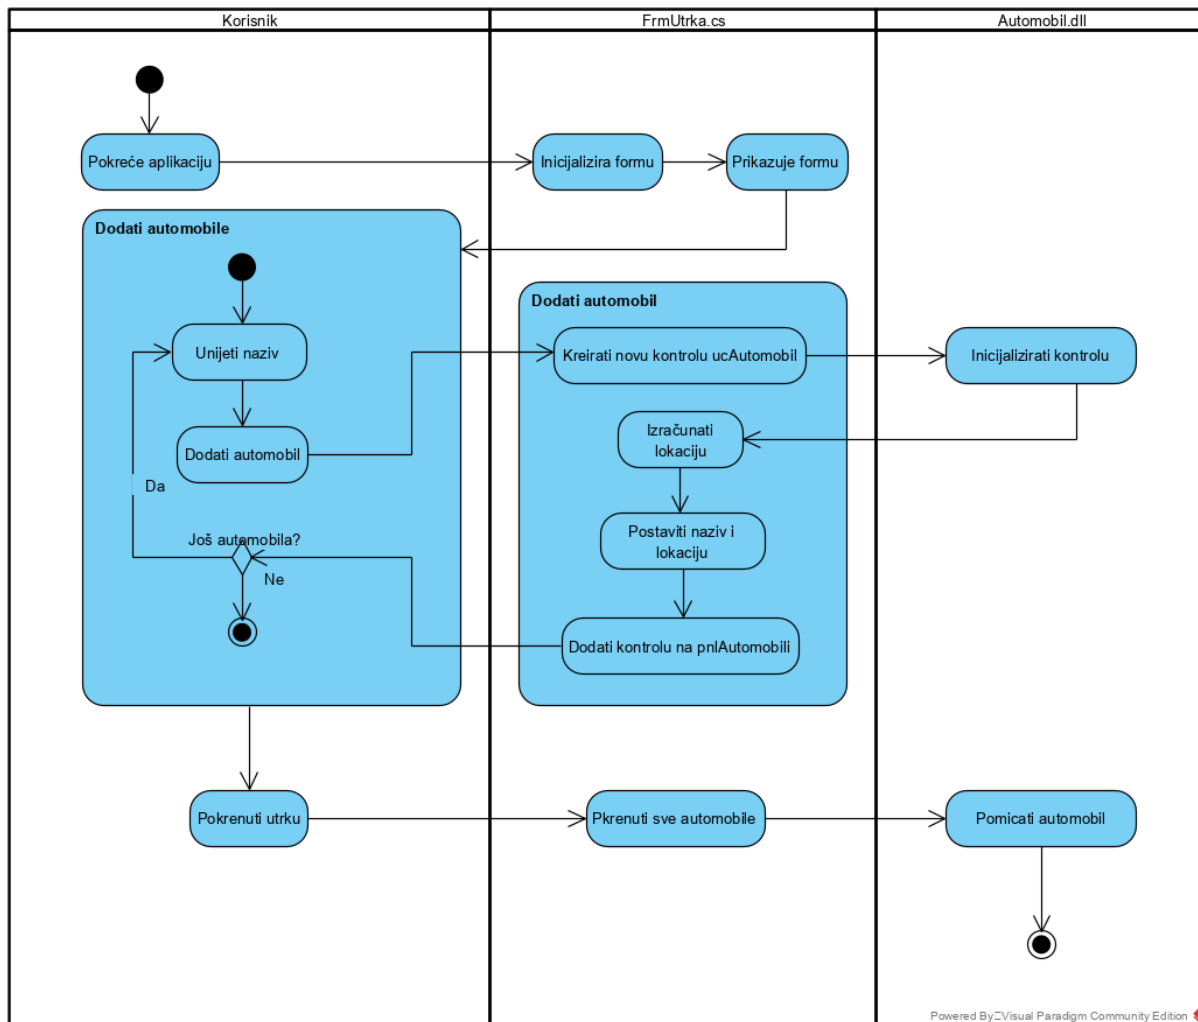 Korisnik
FrmUtrka.cs
Automobil.dll
Pokreće aplikaciju
Inicijalizira formu
Prikazuje formu
Dodati automobile
Dodati automobil
Unijeti naziv
Kreirati novu kontrolu ucAutomobil
Inicijalizirati kontrolu
Izračunati
lokaciju
Dodati automobil
Da
Postaviti naziv i
lokaciju
Još automobila?
Ne
Dodati kontrolu na pnlAutomobili
Pokrenuti utrku
Pkrenuti sve automobile
Pomicati automobil
Powered By Visual Paradigm Community Edition